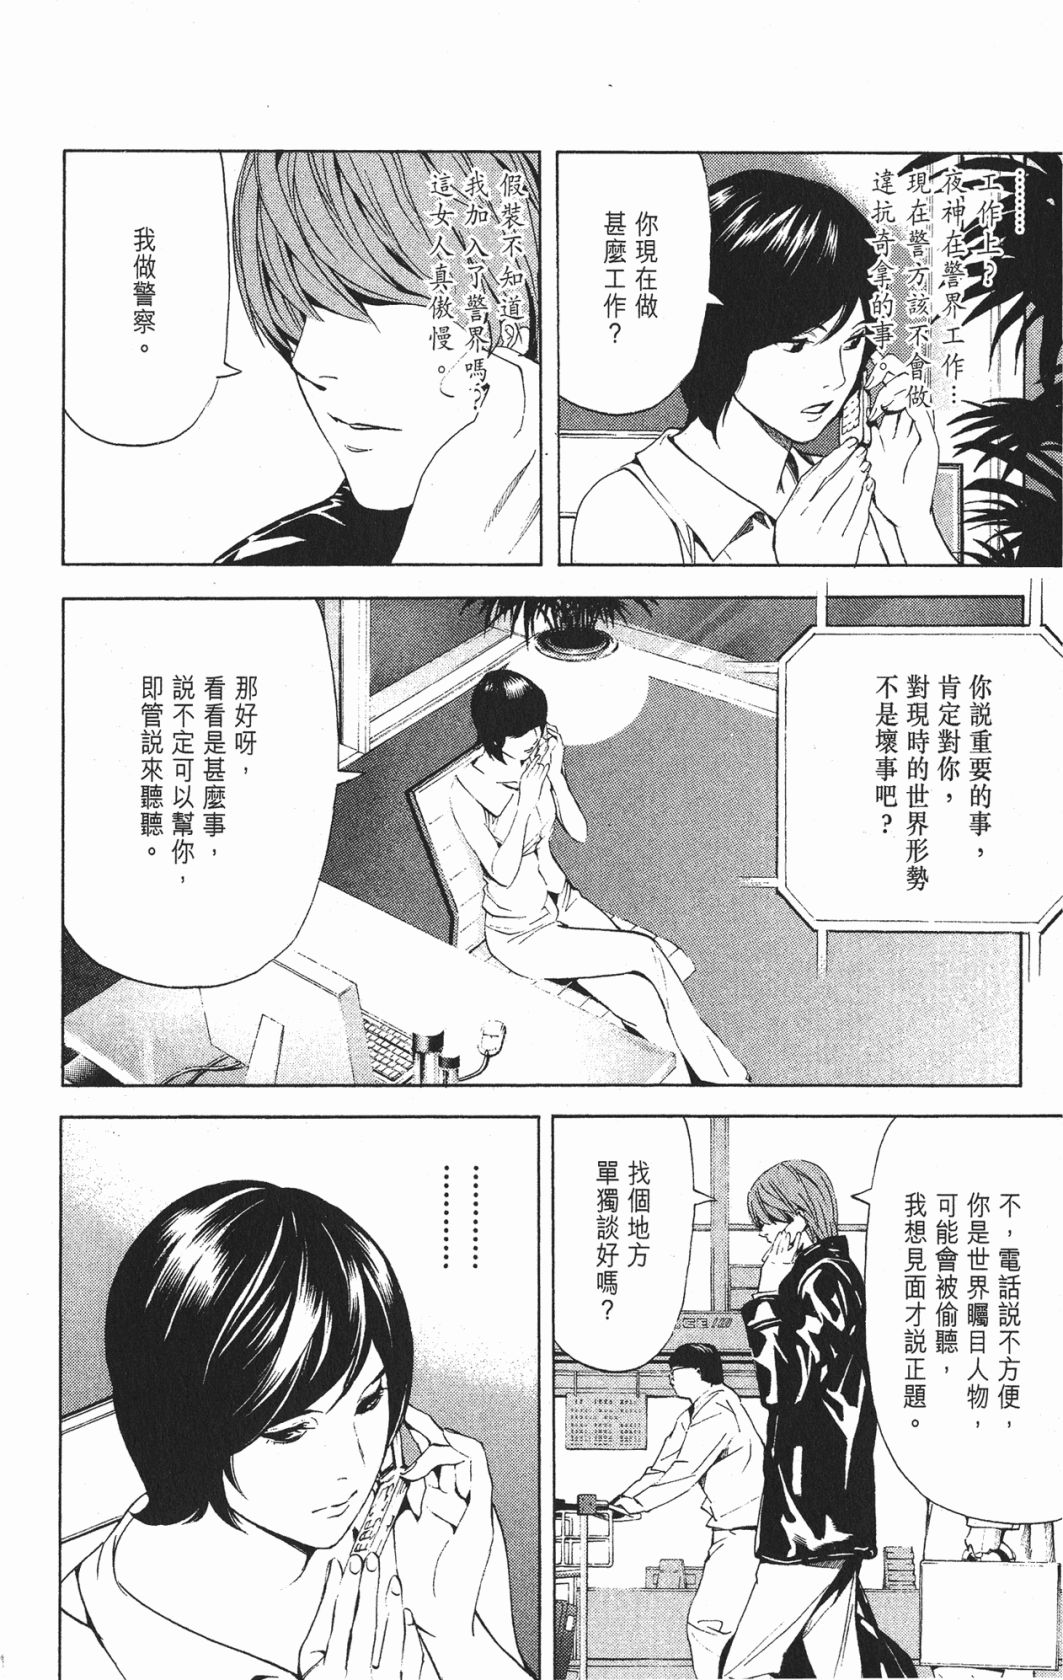 …………
工作上？
夜神在警界工作…
現在警方該不會做
違抗奇拿的事。
你現在做
甚麼工作？
假裝不知道
我加入了警界嗎？
這女人真傲慢。
我做警察。
你説重要的事，
肯定對你，
對現時的世界形勢
不是壞事吧？
那好呀，
看看是甚麼事，
説不定可以幫你，
即管説來聽聽。
不，電話説不方便，
你是世界矚目人物，
可能會被偷聽，
我想見面才説正題。
找個地方
單獨談好嗎？
…………
…………